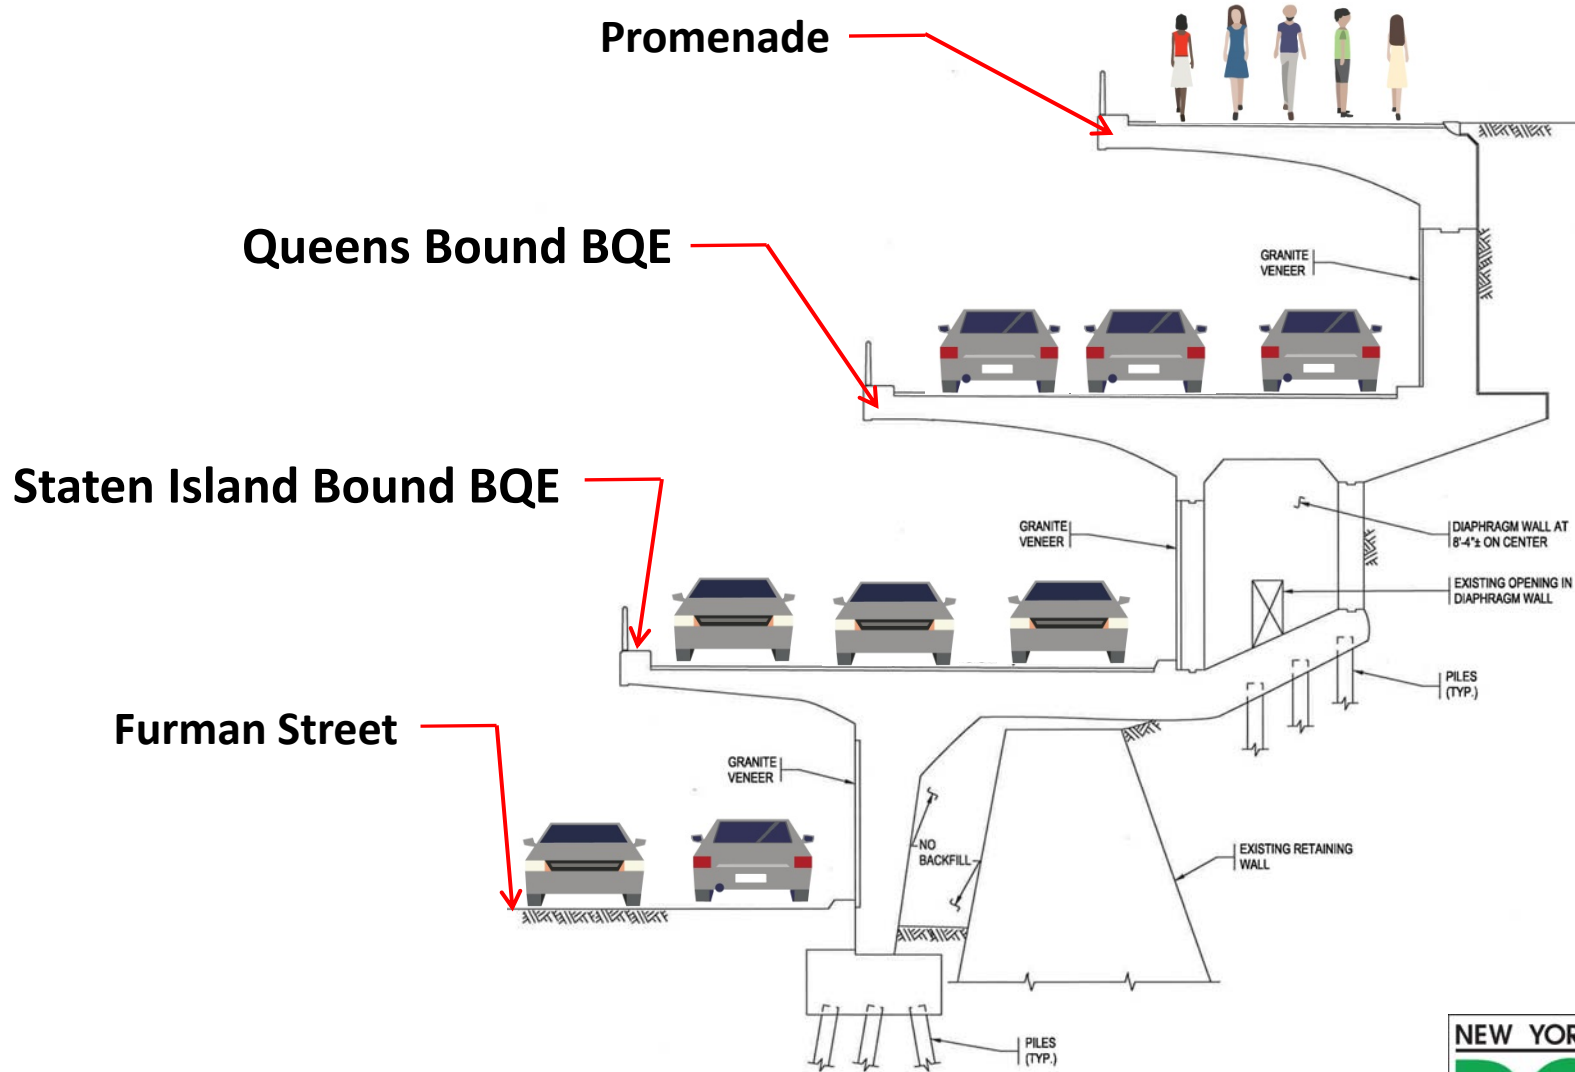 Promenade
Queens Bound BQE
GRANITE
VENEER
Staten Island Bound BQE
GRANITE
VENEER
DIAPHRAGM WALL AT
8'-4"± ON CENTER
EXISTING OPENING IN
DIAPHRAGM WALL
PILES
(TYP.)
Furman Street
GRANITE
VENEER
NO
BACKFILL
EXISTING RETAINING
WALL
PILES
(TYP.)
NEW